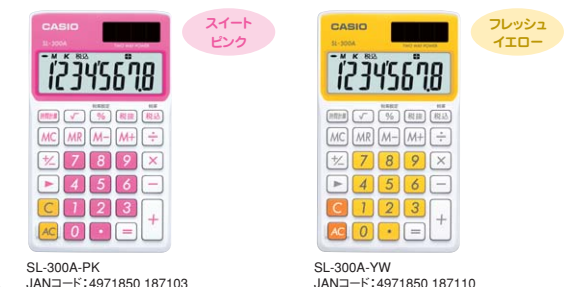 スイート
ピンク
フレッシュ
イエロー
CASIO
SL-300A
TWO WAY POWER
M K 税込
12345678
税率設定 税率
時間計算 √ % 税抜 税込
MC MR M− M+ ÷
+/− 7 8 9 ×
▶ 4 5 6 −
C 1 2 3 +
AC 0 ・ =
CASIO
SL-300A
TWO WAY POWER
M K 税込
12345678
税率設定 税率
時間計算 √ % 税抜 税込
MC MR M− M+ ÷
+/− 7 8 9 ×
▶ 4 5 6 −
C 1 2 3 +
AC 0 ・ =
SL-300A-PK
JANコード:4971850 187103
SL-300A-YW
JANコード:4971850 187110